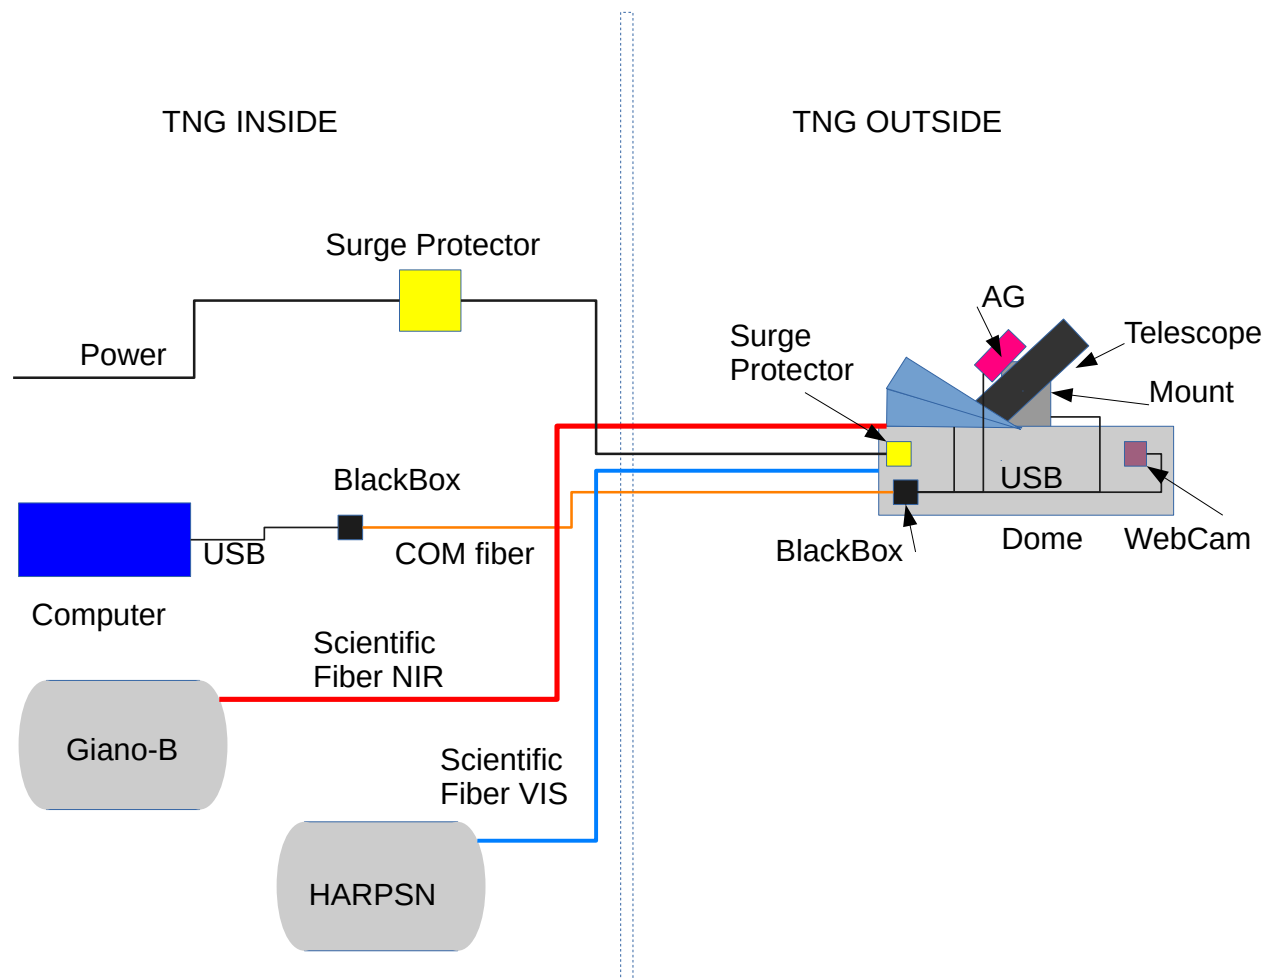 TNG INSIDE
TNG OUTSIDE
Surge Protector
Power
AG
Surge
Protector
Telescope
Mount
BlackBox
USB
COM fiber
Computer
USB
BlackBox
Dome
WebCam
Scientific
Fiber NIR
Giano-B
Scientific
Fiber VIS
HARPSN